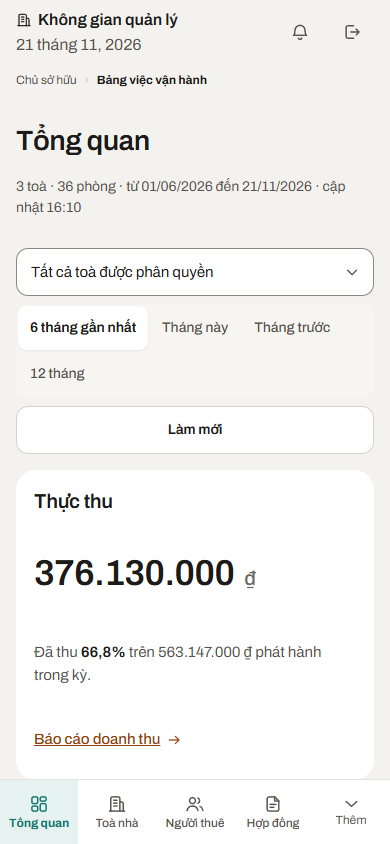 Không gian quản lý
21 tháng 11, 2026
Chủ sở hữu › Bảng việc vận hành
Tổng quan
3 toà · 36 phòng · từ 01/06/2026 đến 21/11/2026 · cập
nhật 16:10
Tất cả toà được phân quyền
6 tháng gần nhất Tháng này Tháng trước
12 tháng
Làm mới
Thực thu
376.130.000 ₫
Đã thu 66,8% trên 563.147.000 ₫ phát hành
trong kỳ.
Báo cáo doanh thu →
Tổng quan Toà nhà Người thuê Hợp đồng Thêm